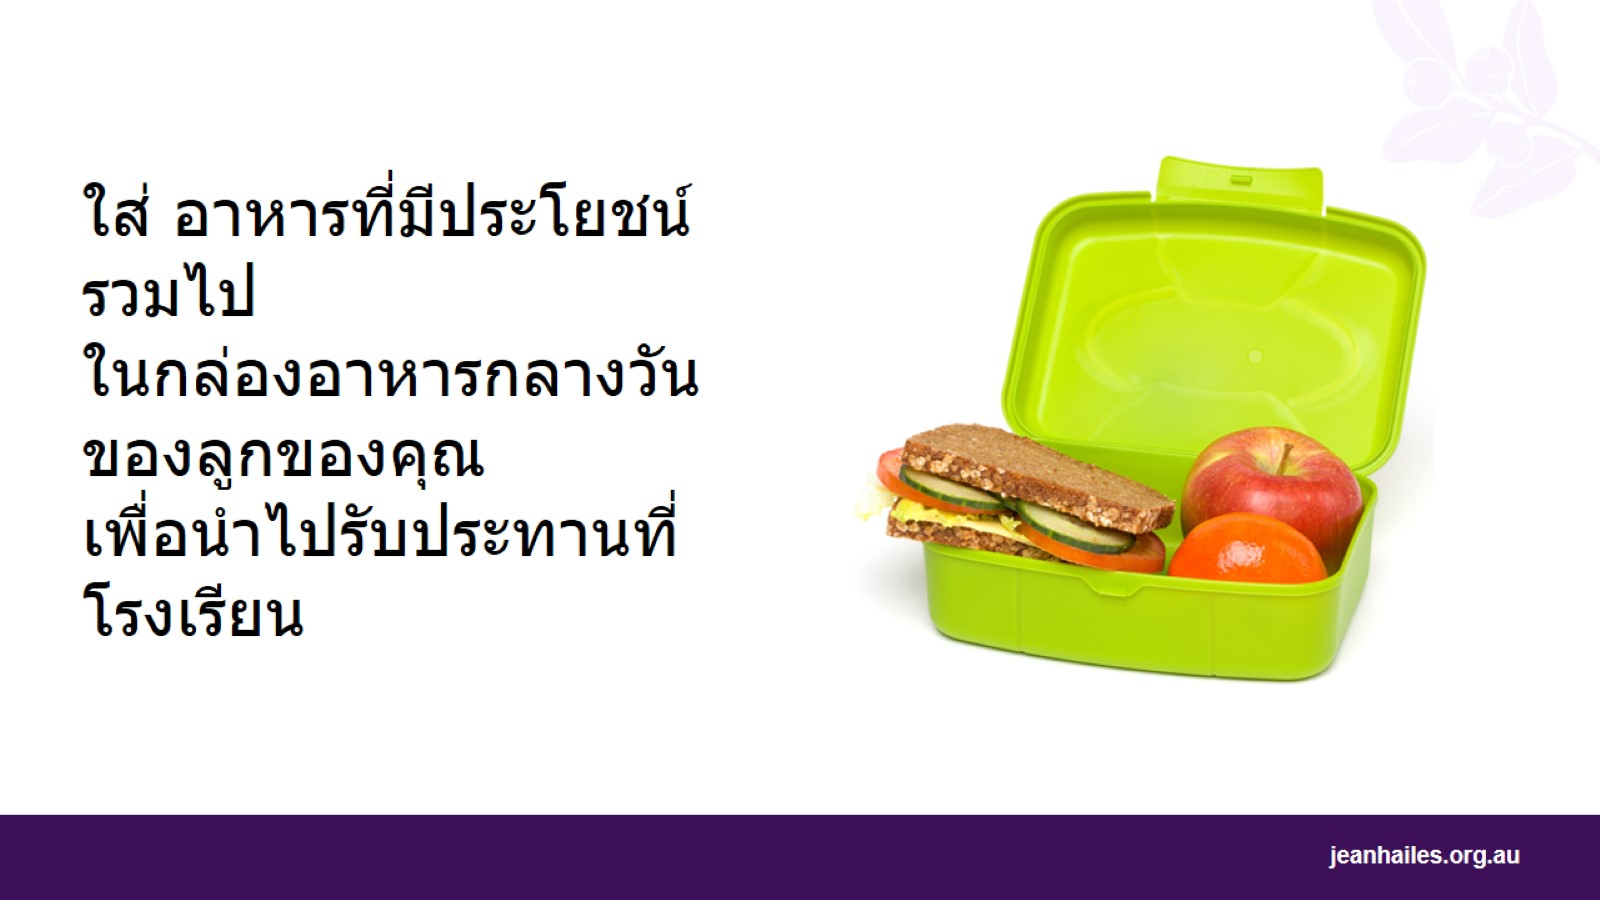 ใส่ อาหารที่มีประโยชน์
รวมไป
ในกล่องอาหารกลางวัน
ของลูกของคุณ
เพื่อนำไปรับประทานที่
โรงเรียน
jeanhailes.org.au